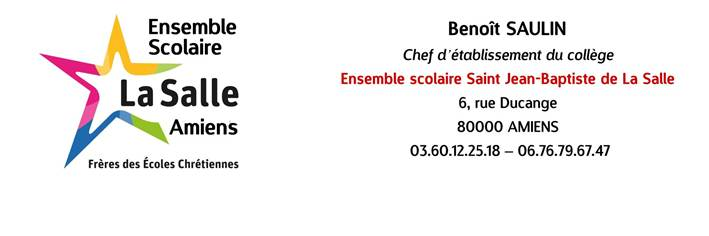 Ensemble
Scolaire
La Salle
Amiens
Frères des Écoles Chrétiennes
Benoît SAULIN
Chef d'établissement du collège
Ensemble scolaire Saint Jean-Baptiste de La Salle
6, rue Ducange
80000 AMIENS
03.60.12.25.18 – 06.76.79.67.47